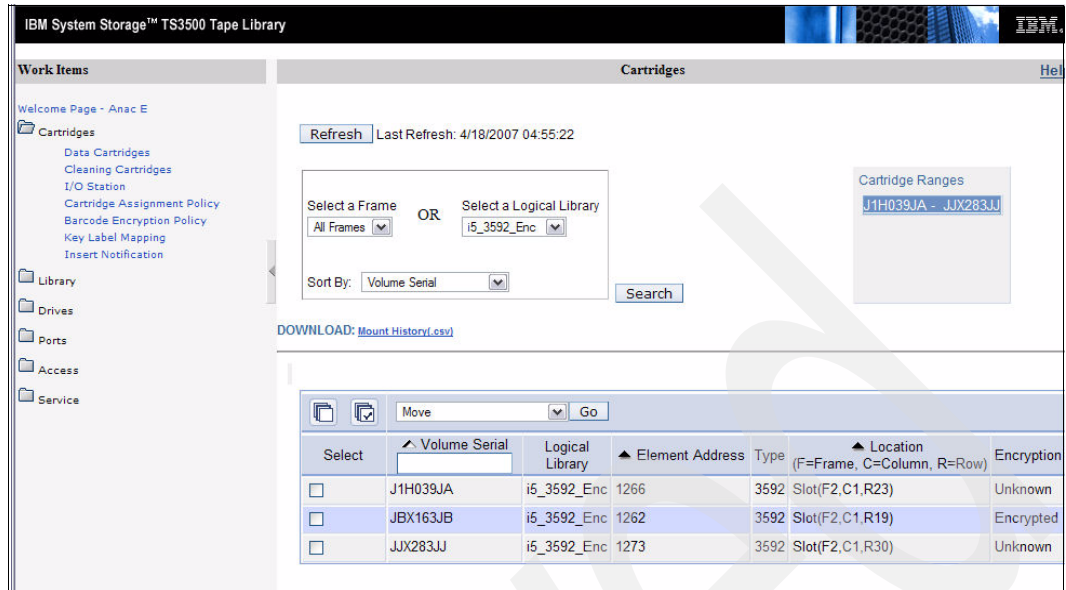 IBM System Storage™ TS3500 Tape Library
IBM.
Work Items
Cartridges
Hel
Welcome Page - Anac E
Cartridges
Data Cartridges
Cleaning Cartridges
I/O Station
Cartridge Assignment Policy
Barcode Encryption Policy
Key Label Mapping
Insert Notification
Library
Drives
Ports
Access
Service
Refresh Last Refresh: 4/18/2007 04:55:22
Select a Frame OR Select a Logical Library
All Frames i5_3592_Enc
Sort By: Volume Serial
Search
Cartridge Ranges
J1H039JA - JJX283JJ
DOWNLOAD: Mount History(.csv)
Move Go
Select Volume Serial Logical Library Element Address Type Location (F=Frame, C=Column, R=Row) Encryption
J1H039JA i5_3592_Enc 1266 3592 Slot(F2,C1,R23) Unknown
JBX163JB i5_3592_Enc 1262 3592 Slot(F2,C1,R19) Encrypted
JJX283JJ i5_3592_Enc 1273 3592 Slot(F2,C1,R30) Unknown